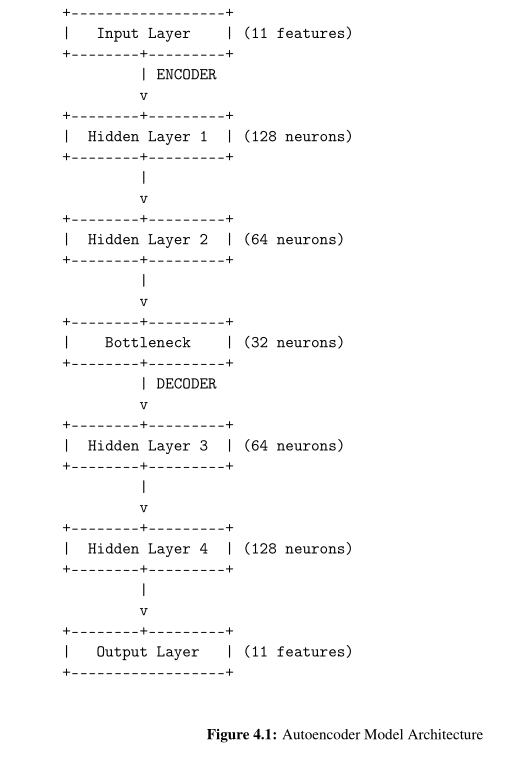 +------------------+
|   Input Layer    | (11 features)
+--------+---------+
         | ENCODER
         v
+--------+---------+
|  Hidden Layer 1  | (128 neurons)
+--------+---------+
         |
         v
+--------+---------+
|  Hidden Layer 2  | (64 neurons)
+--------+---------+
         |
         v
+--------+---------+
|    Bottleneck    | (32 neurons)
+--------+---------+
         | DECODER
         v
+--------+---------+
|  Hidden Layer 3  | (64 neurons)
+--------+---------+
         |
         v
+--------+---------+
|  Hidden Layer 4  | (128 neurons)
+--------+---------+
         |
         v
+--------+---------+
|   Output Layer   | (11 features)
+------------------+
Figure 4.1: Autoencoder Model Architecture